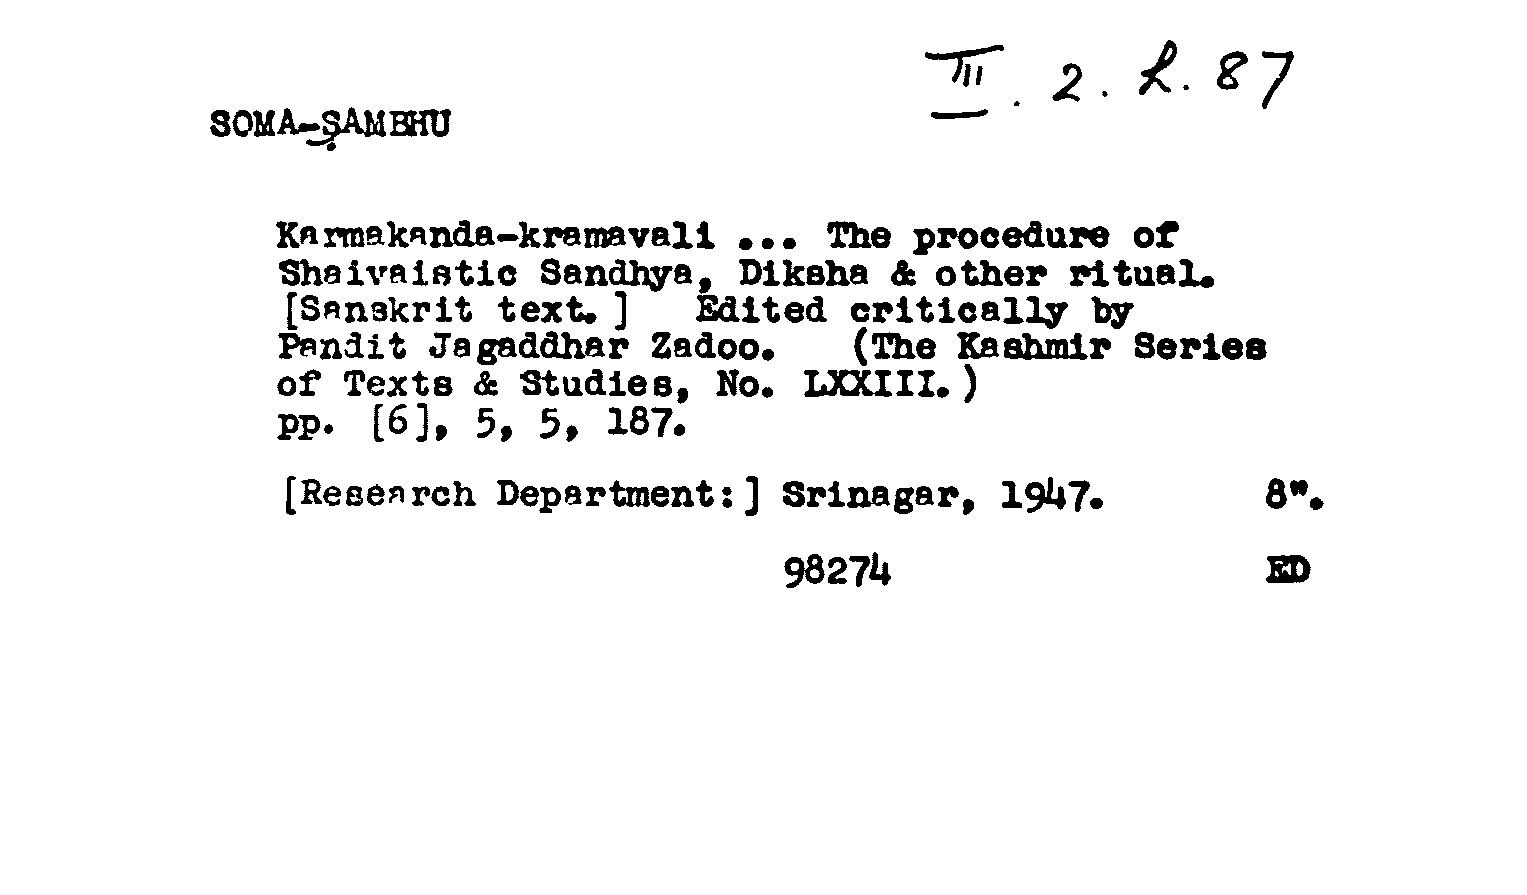 III. 2. L. 87
SOMA-ṢAMBHU
Karmakanda-kramavali ... The procedure of
Shaivaistic Sandhya, Diksha & other ritual.
[Sanskrit text.] Edited critically by
Pandit Jagaddhar Zadoo. (The Kashmir Series
of Texts & Studies, No. LXXIII.)
pp. [6], 5, 5, 187.
[Research Department:] Srinagar, 1947. 8".
98274 ED